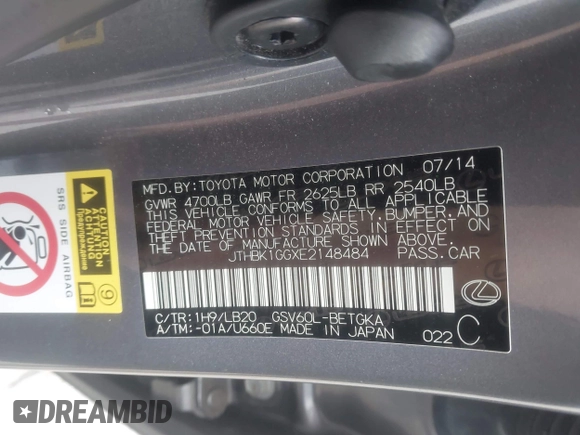 MFD.BY:TOYOTA MOTOR CORPORATION 07/14
GVWR 4700LB GAWR FR 2625LB RR 2540LB
THIS VEHICLE CONFORMS TO ALL APPLICABLE
FEDERAL MOTOR VEHICLE SAFETY, BUMPER, AND
THEFT PREVENTION STANDARDS IN EFFECT ON
THE DATE OF MANUFACTURE SHOWN ABOVE.
JTHBK1GGXE2148484 PASS.CAR
C/TR:1H9/LB20 GSV60L-BETGKA
A/TM:-01A/U660E MADE IN JAPAN 022 C
SRS SIDE AIRBAG
Предупреждение
9
DREAMBID